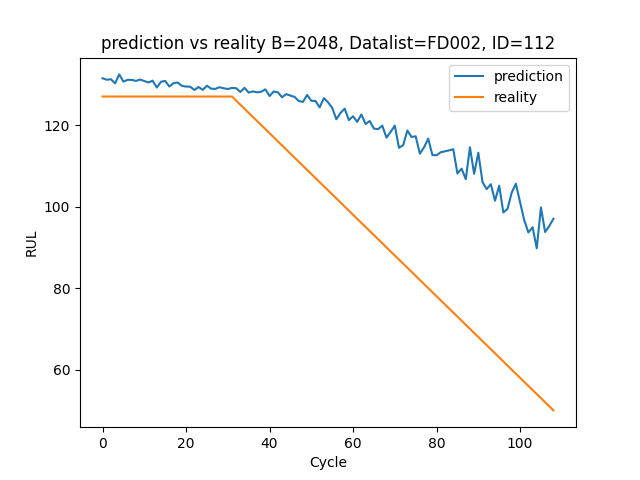 prediction vs reality B=2048, Datalist=FD002, ID=112
prediction
reality
RUL
120
100
80
60
0 20 40 60 80 100
Cycle